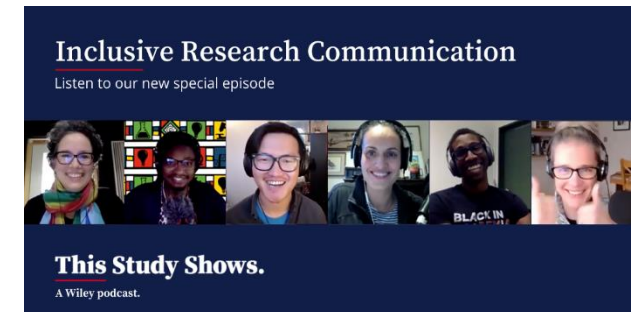 Inclusive Research Communication
Listen to our new special episode
BLACK IN
This Study Shows.
A Wiley podcast.